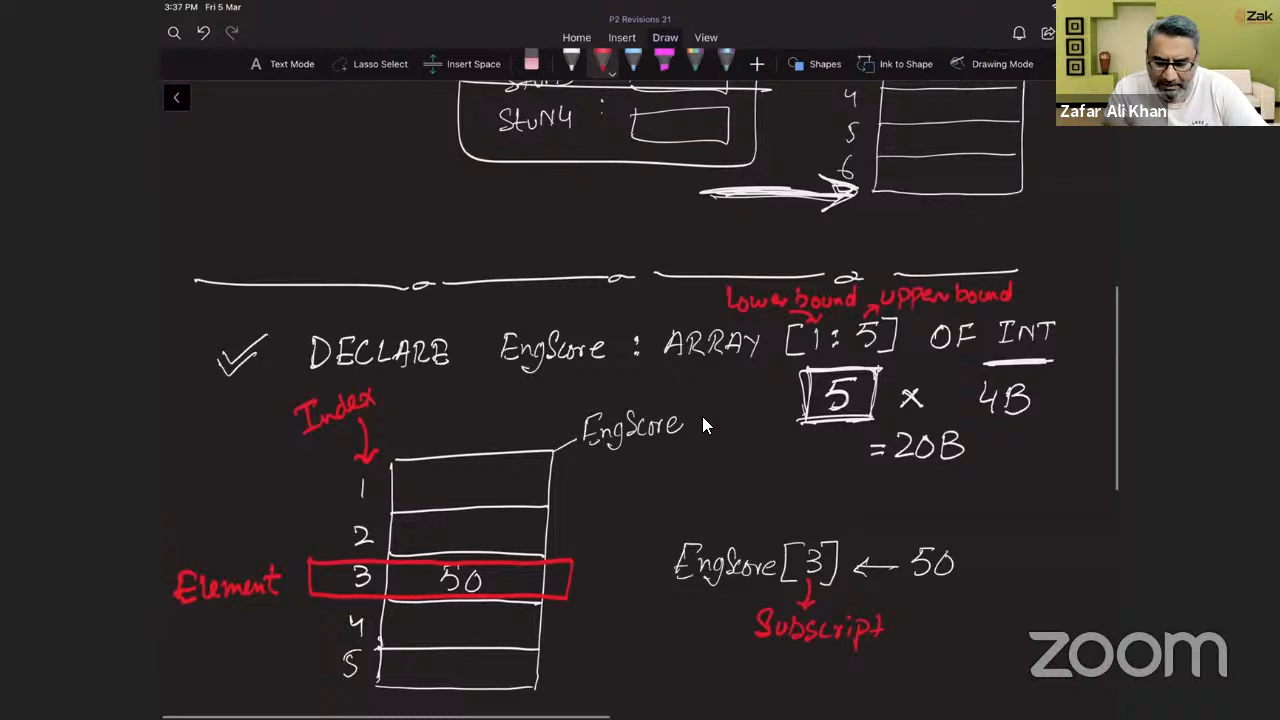 3:37 PM Fri 5 Mar
P2 Revisions 21
Home Insert Draw View
Text Mode Lasso Select Insert Space Shapes Ink to Shape Drawing Mode
Zak
Zafar Ali Khan
StuN4 :
4
5
6
Lower bound upper bound
DECLARE EngScore : ARRAY [1 : 5] OF INT
5 × 4B
= 20B
Index
EngScore
1
2
Element 3 50
4
5
EngScore[3] ← 50
Subscript
zoom